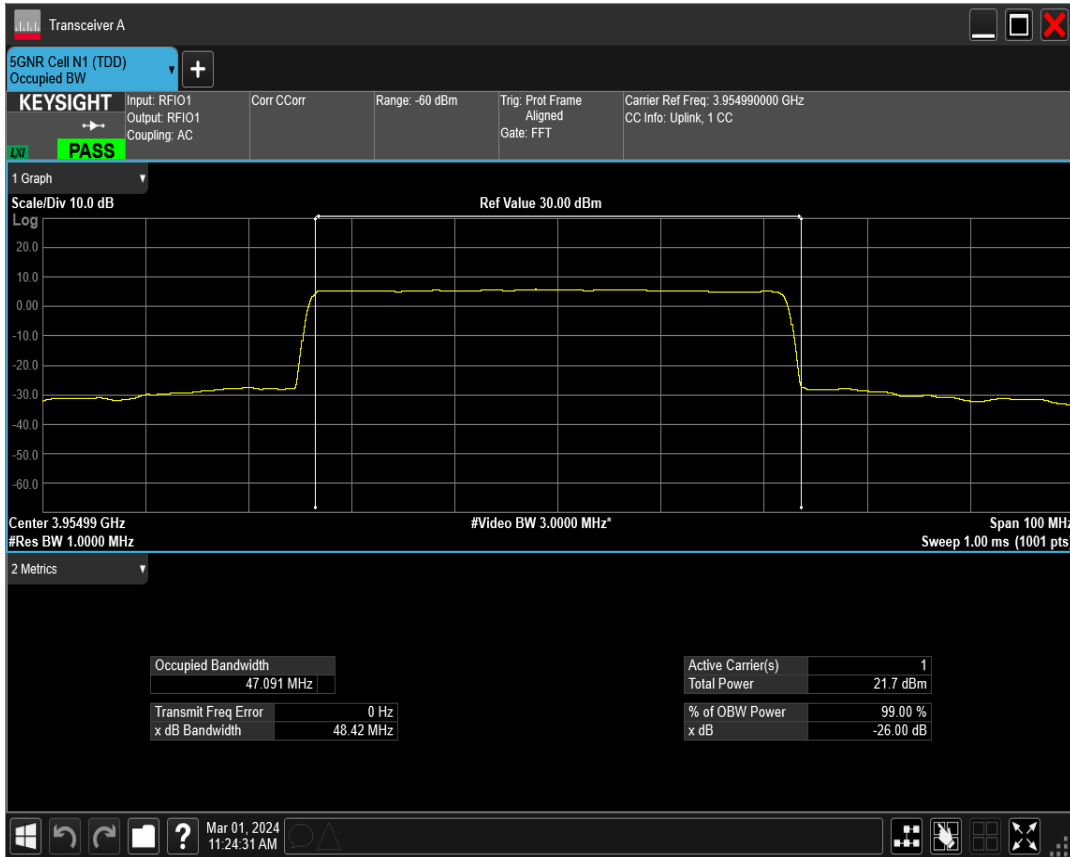 Transceiver A
5GNR Cell N1 (TDD)
Occupied BW
+
KEYSIGHT
LXI
PASS
Input: RFIO1
Output: RFIO1
Coupling: AC
Corr CCorr
Range: -60 dBm
Trig: Prot Frame
Aligned
Gate: FFT
Carrier Ref Freq: 3.954990000 GHz
CC Info: Uplink, 1 CC
1 Graph
Scale/Div 10.0 dB
Ref Value 30.00 dBm
Log
20.0
10.0
0.00
-10.0
-20.0
-30.0
-40.0
-50.0
-60.0
Center 3.95499 GHz
#Video BW 3.0000 MHz*
Span 100 MHz
#Res BW 1.0000 MHz
Sweep 1.00 ms (1001 pts)
2 Metrics
Occupied Bandwidth
47.091 MHz
Transmit Freq Error 0 Hz
x dB Bandwidth 48.42 MHz
Active Carrier(s) 1
Total Power 21.7 dBm
% of OBW Power 99.00 %
x dB -26.00 dB
?
Mar 01, 2024
11:24:31 AM